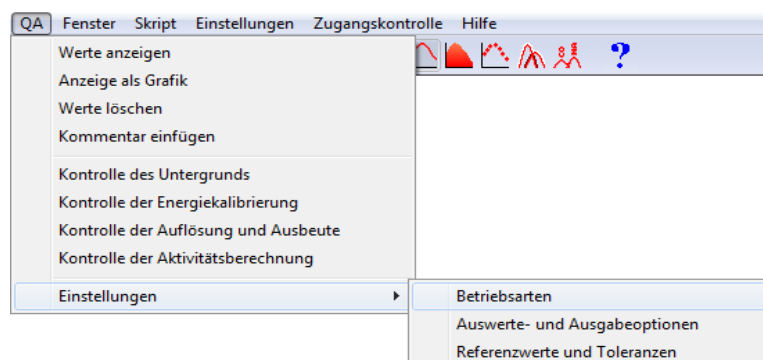 QA Fenster Skript Einstellungen Zugangskontrolle Hilfe
Werte anzeigen
Anzeige als Grafik
Werte löschen
Kommentar einfügen
Kontrolle des Untergrunds
Kontrolle der Energiekalibrierung
Kontrolle der Auflösung und Ausbeute
Kontrolle der Aktivitätsberechnung
Einstellungen
Betriebsarten
Auswerte- und Ausgabeoptionen
Referenzwerte und Toleranzen